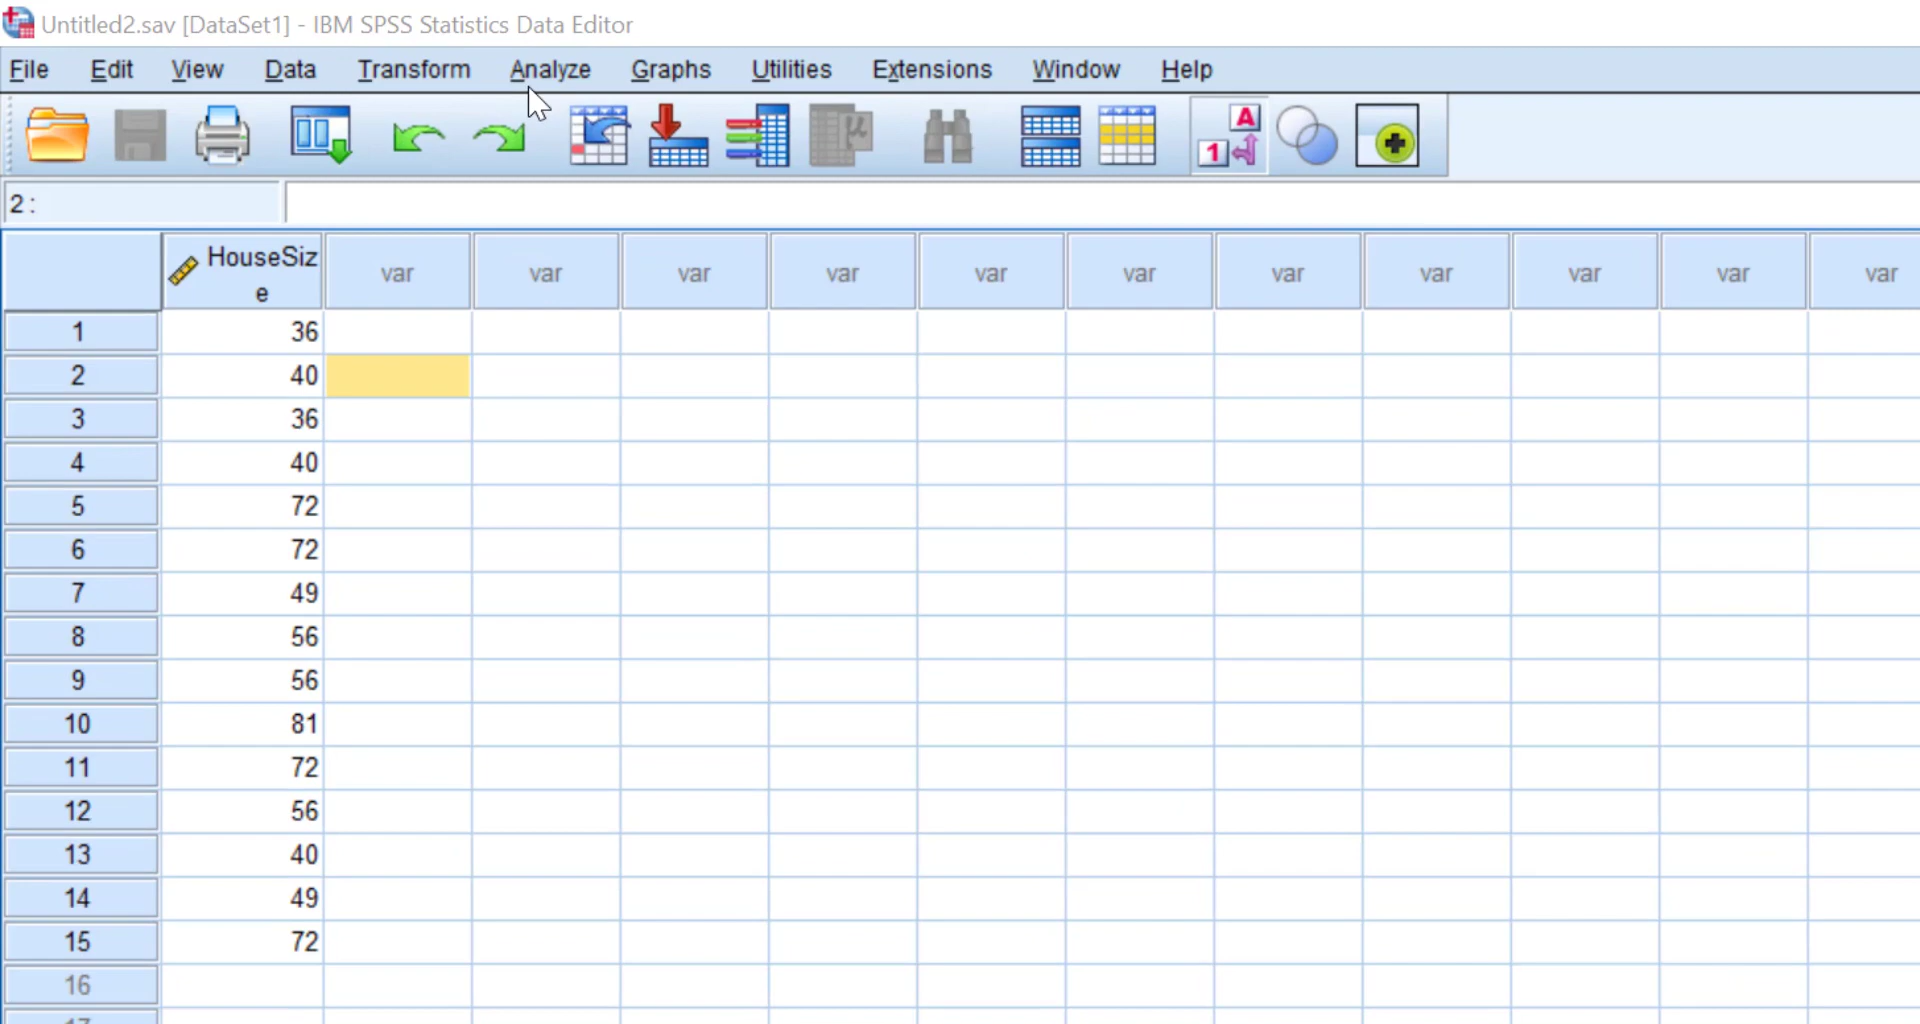 Untitled2.sav [DataSet1] - IBM SPSS Statistics Data Editor
File Edit View Data Transform Analyze Graphs Utilities Extensions Window Help
A
1
μ
2 :
HouseSiz
e
var var var var var var var var var var var
1 36
2 40
3 36
4 40
5 72
6 72
7 49
8 56
9 56
10 81
11 72
12 56
13 40
14 49
15 72
16
17